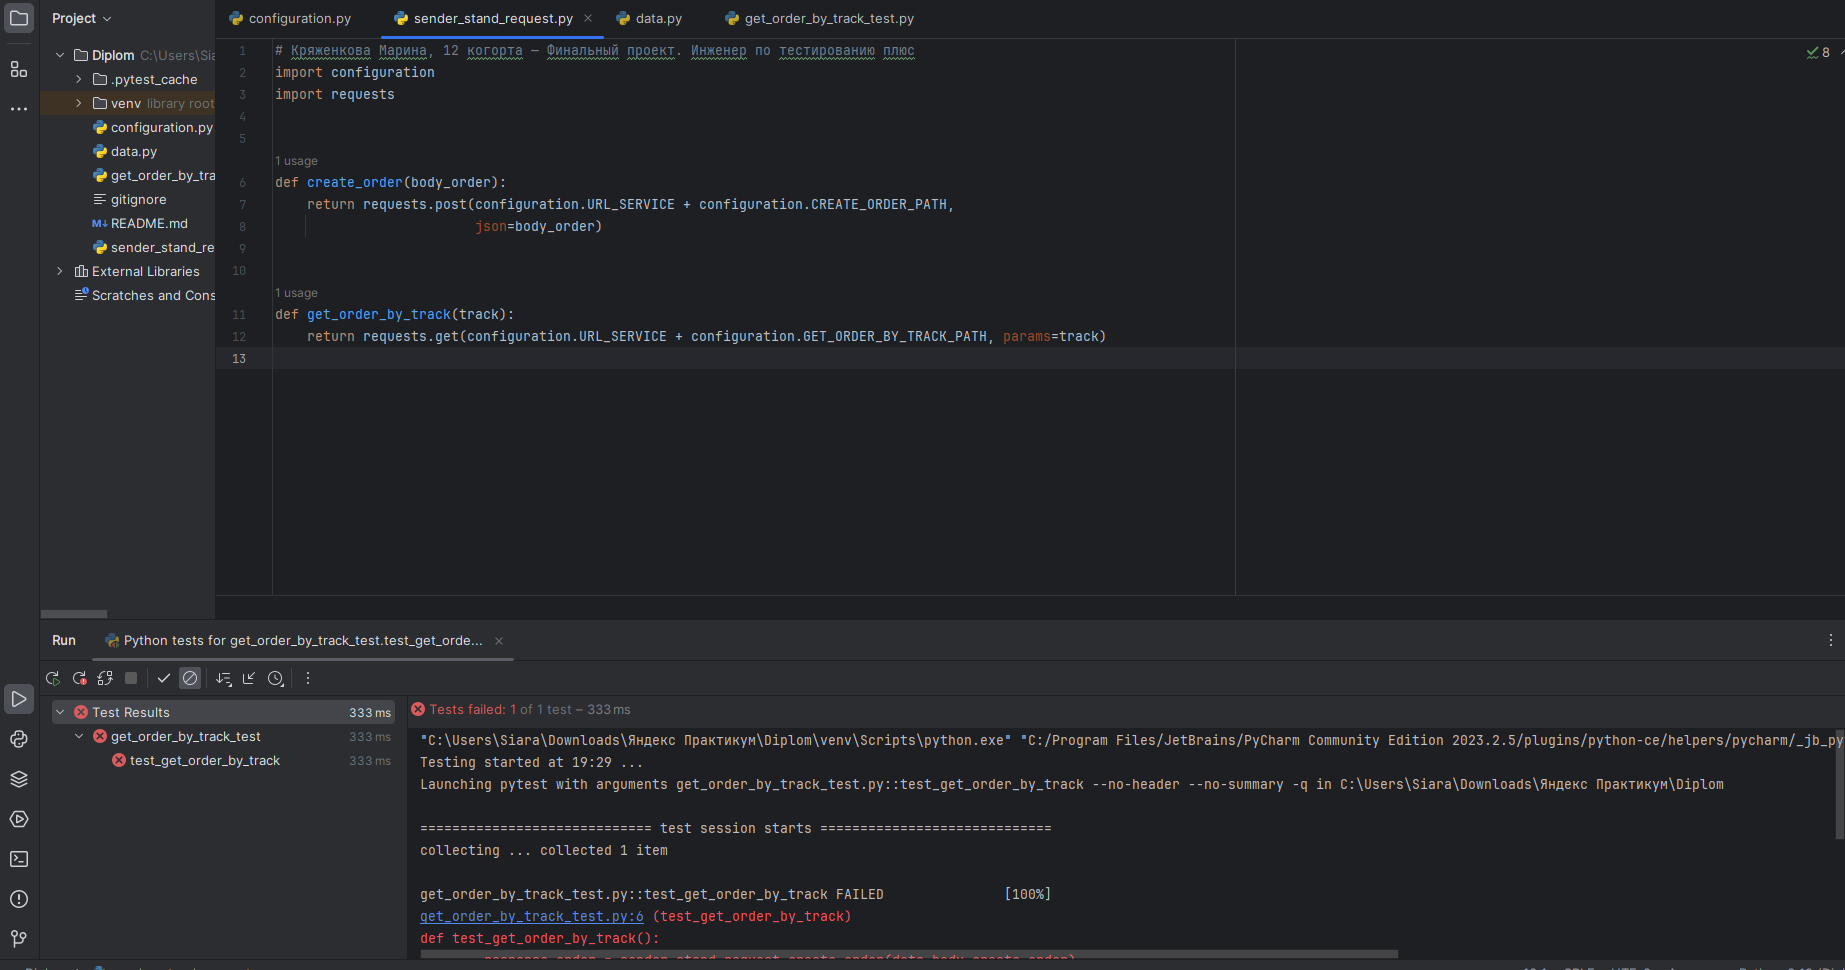 Project
configuration.py
sender_stand_request.py
data.py
get_order_by_track_test.py
Diplom C:\Users\Sia
.pytest_cache
venv library root
configuration.py
data.py
get_order_by_tra
gitignore
M↓ README.md
sender_stand_re
External Libraries
Scratches and Cons
8
1 # Кряженкова Марина, 12 когорта — Финальный проект. Инженер по тестированию плюс
2 import configuration
3 import requests
4
5
1 usage
6 def create_order(body_order):
7 return requests.post(configuration.URL_SERVICE + configuration.CREATE_ORDER_PATH,
8 json=body_order)
9
10
1 usage
11 def get_order_by_track(track):
12 return requests.get(configuration.URL_SERVICE + configuration.GET_ORDER_BY_TRACK_PATH, params=track)
13
Run
Python tests for get_order_by_track_test.test_get_orde...
Test Results 333 ms
get_order_by_track_test 333 ms
test_get_order_by_track 333 ms
Tests failed: 1 of 1 test – 333 ms
"C:\Users\Siara\Downloads\Яндекс Практикум\Diplom\venv\Scripts\python.exe" "C:/Program Files/JetBrains/PyCharm Community Edition 2023.2.5/plugins/python-ce/helpers/pycharm/_jb_py
Testing started at 19:29 ...
Launching pytest with arguments get_order_by_track_test.py::test_get_order_by_track --no-header --no-summary -q in C:\Users\Siara\Downloads\Яндекс Практикум\Diplom
============================= test session starts =============================
collecting ... collected 1 item
get_order_by_track_test.py::test_get_order_by_track FAILED [100%]
get_order_by_track_test.py:6 (test_get_order_by_track)
def test_get_order_by_track():